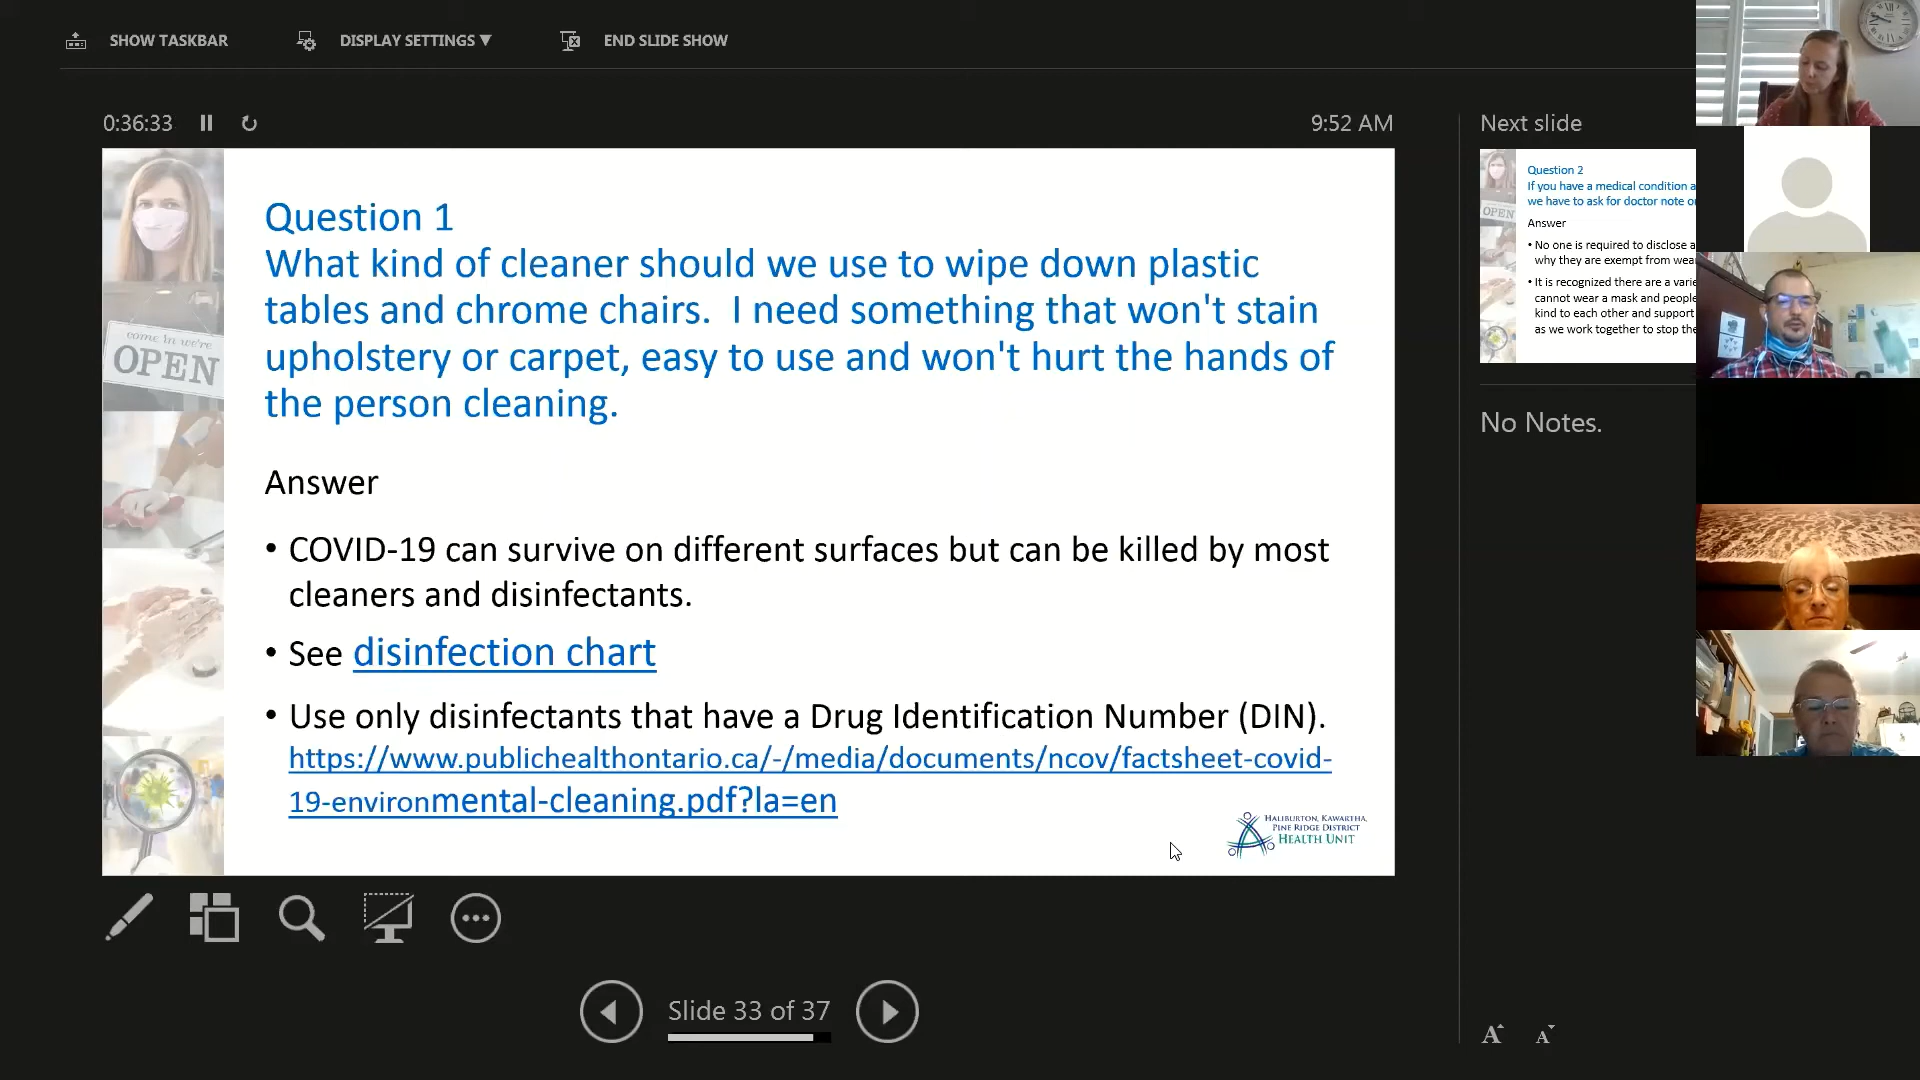 SHOW TASKBAR
DISPLAY SETTINGS ▼
END SLIDE SHOW
0:36:33
9:52 AM
Question 1
What kind of cleaner should we use to wipe down plastic
tables and chrome chairs.  I need something that won't stain
upholstery or carpet, easy to use and won't hurt the hands of
the person cleaning.
Answer
• COVID-19 can survive on different surfaces but can be killed by most
cleaners and disinfectants.
• See disinfection chart
• Use only disinfectants that have a Drug Identification Number (DIN).
https://www.publichealthontario.ca/-/media/documents/ncov/factsheet-covid-
19-environmental-cleaning.pdf?la=en
come in we're
OPEN
HALIBURTON, KAWARTHA,
PINE RIDGE DISTRICT
HEALTH UNIT
Slide 33 of 37
Next slide
Question 2
If you have a medical condition a
we have to ask for doctor note o
Answer
• No one is required to disclose a
why they are exempt from wea
• It is recognized there are a varie
cannot wear a mask and people
kind to each other and support
as we work together to stop the
OPEN
No Notes.
A A